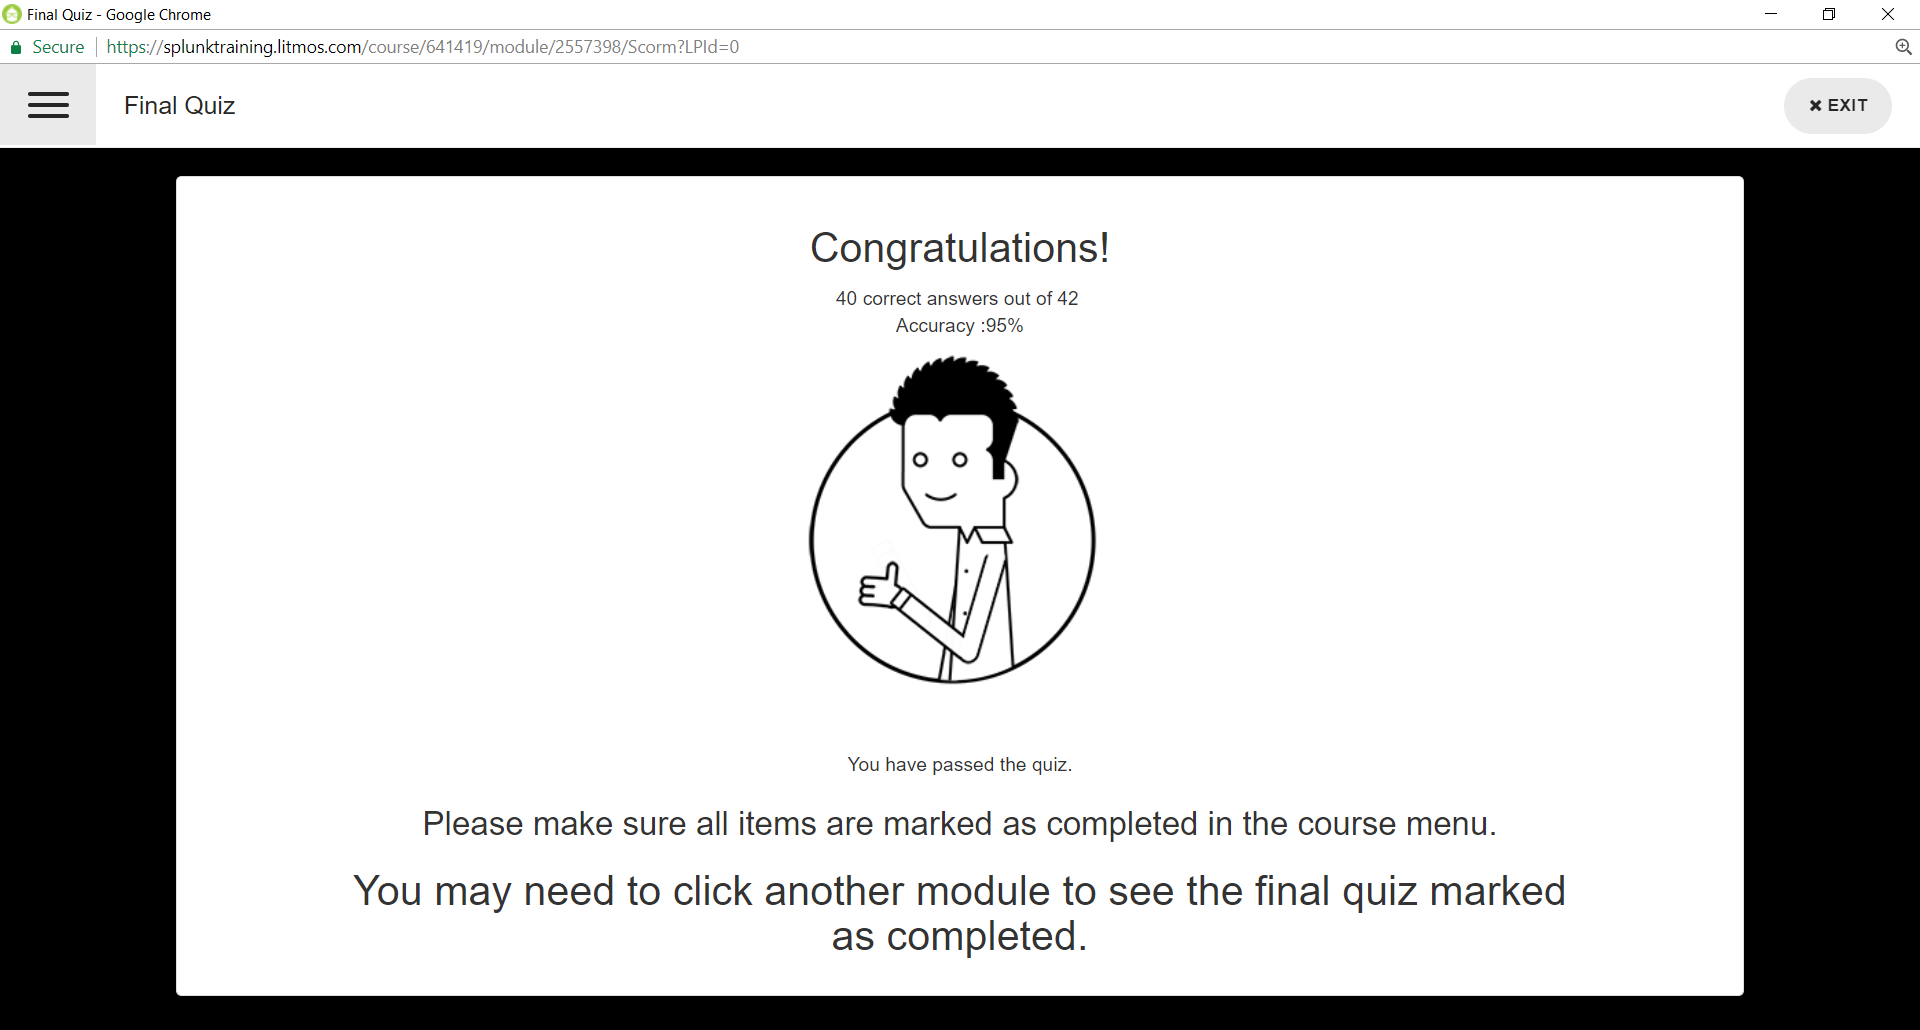 Final Quiz - Google Chrome
Secure https://splunktraining.litmos.com/course/641419/module/2557398/Scorm?LPId=0
Final Quiz
✖ EXIT
Congratulations!
40 correct answers out of 42
Accuracy :95%
You have passed the quiz.
Please make sure all items are marked as completed in the course menu.
You may need to click another module to see the final quiz marked
as completed.